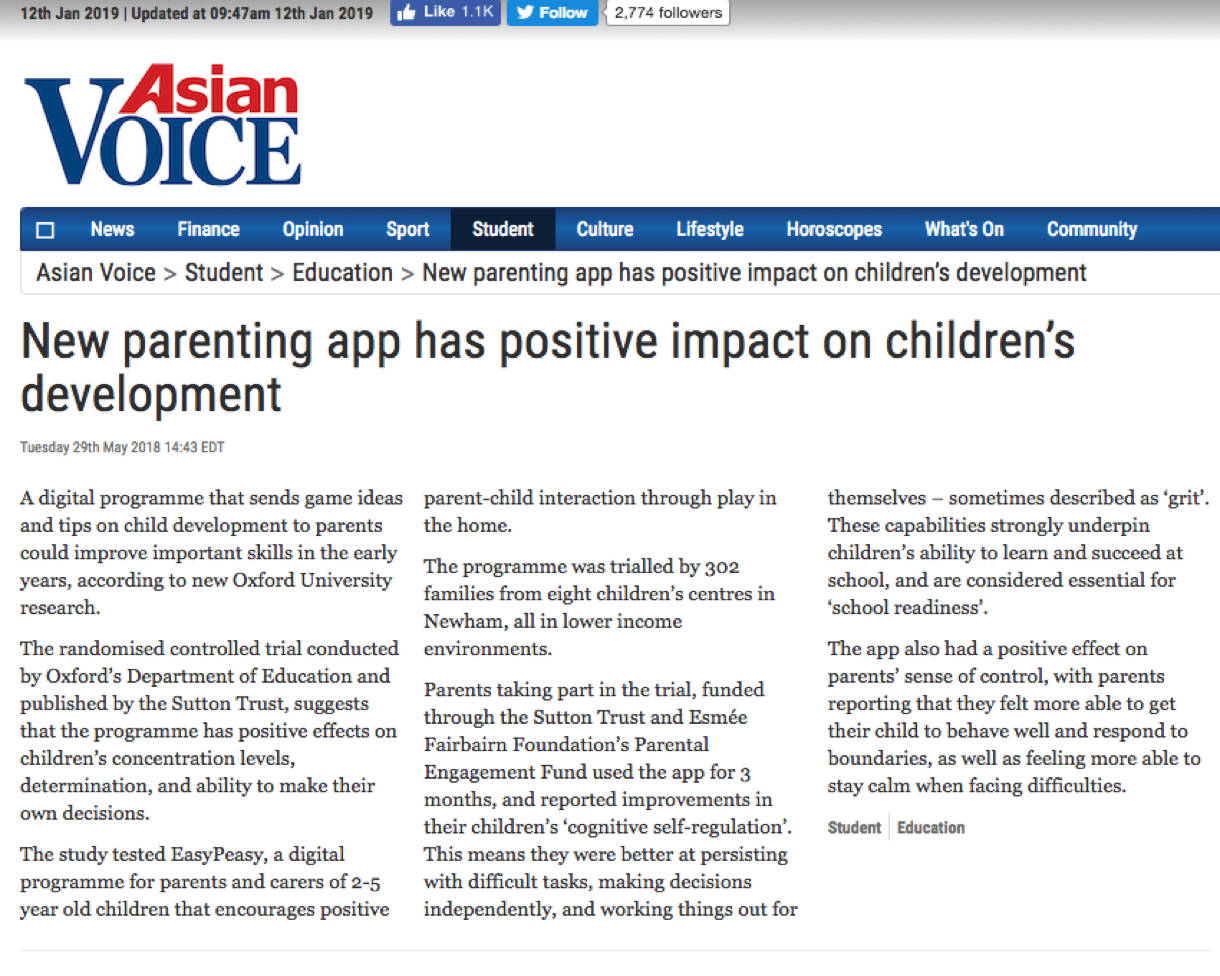 12th Jan 2019 | Updated at 09:47am 12th Jan 2019
Like 1.1K
Follow
2,774 followers
Asian
VOICE
News Finance Opinion Sport Student Culture Lifestyle Horoscopes What's On Community
Asian Voice > Student > Education > New parenting app has positive impact on children's development
New parenting app has positive impact on children's
development
Tuesday 29th May 2018 14:43 EDT
A digital programme that sends game ideas
and tips on child development to parents
could improve important skills in the early
years, according to new Oxford University
research.
The randomised controlled trial conducted
by Oxford's Department of Education and
published by the Sutton Trust, suggests
that the programme has positive effects on
children's concentration levels,
determination, and ability to make their
own decisions.
The study tested EasyPeasy, a digital
programme for parents and carers of 2-5
year old children that encourages positive
parent-child interaction through play in
the home.
The programme was trialled by 302
families from eight children's centres in
Newham, all in lower income
environments.
Parents taking part in the trial, funded
through the Sutton Trust and Esmée
Fairbairn Foundation's Parental
Engagement Fund used the app for 3
months, and reported improvements in
their children's 'cognitive self-regulation'.
This means they were better at persisting
with difficult tasks, making decisions
independently, and working things out for
themselves – sometimes described as 'grit'.
These capabilities strongly underpin
children's ability to learn and succeed at
school, and are considered essential for
'school readiness'.
The app also had a positive effect on
parents' sense of control, with parents
reporting that they felt more able to get
their child to behave well and respond to
boundaries, as well as feeling more able to
stay calm when facing difficulties.
Student | Education